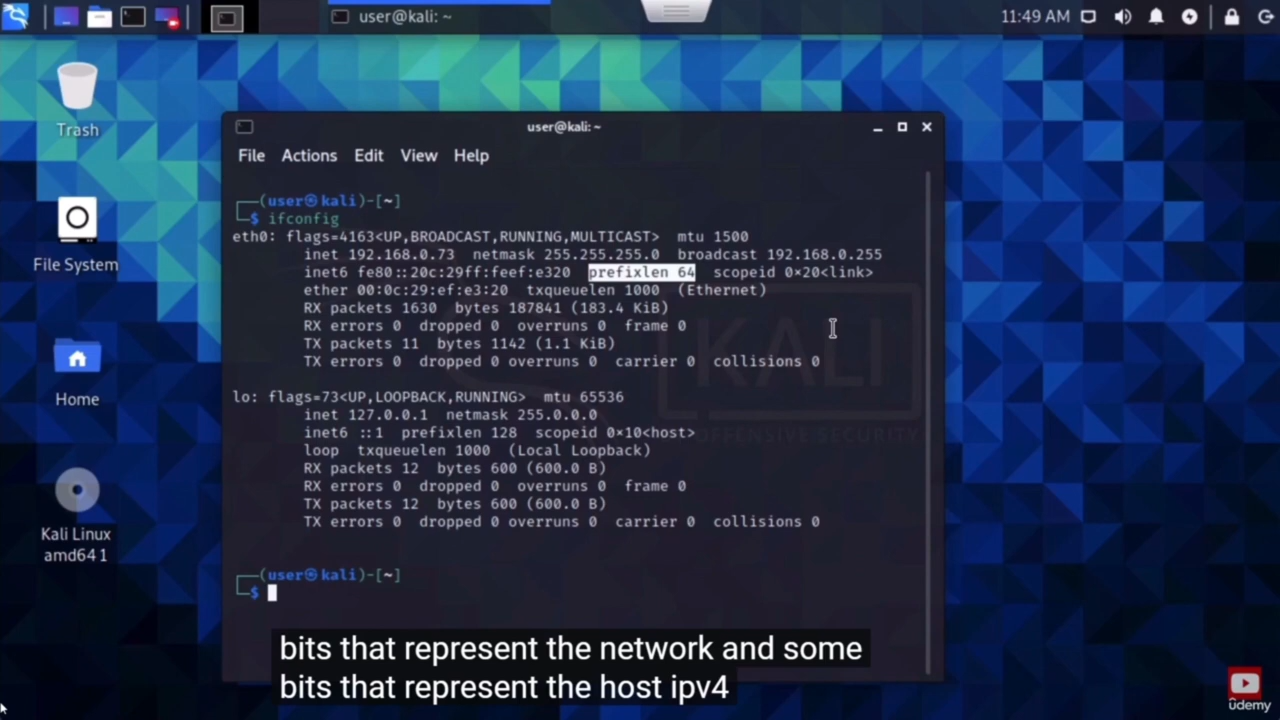 user@kali: ~
11:49 AM
Trash
File System
Home
Kali Linux
amd64 1
user@kali: ~
File Actions Edit View Help
┌──(user㉿kali)-[~]
└─$ ifconfig
eth0: flags=4163<UP,BROADCAST,RUNNING,MULTICAST> mtu 1500
inet 192.168.0.73 netmask 255.255.255.0 broadcast 192.168.0.255
inet6 fe80::20c:29ff:feef:e320 prefixlen 64 scopeid 0×20<link>
ether 00:0c:29:ef:e3:20 txqueuelen 1000 (Ethernet)
RX packets 1630 bytes 187841 (183.4 KiB)
RX errors 0 dropped 0 overruns 0 frame 0
TX packets 11 bytes 1142 (1.1 KiB)
TX errors 0 dropped 0 overruns 0 carrier 0 collisions 0
lo: flags=73<UP,LOOPBACK,RUNNING> mtu 65536
inet 127.0.0.1 netmask 255.0.0.0
inet6 ::1 prefixlen 128 scopeid 0×10<host>
loop txqueuelen 1000 (Local Loopback)
RX packets 12 bytes 600 (600.0 B)
RX errors 0 dropped 0 overruns 0 frame 0
TX packets 12 bytes 600 (600.0 B)
TX errors 0 dropped 0 overruns 0 carrier 0 collisions 0
KALI
OFFENSIVE SECURITY
┌──(user㉿kali)-[~]
└─$
bits that represent the network and some
bits that represent the host ipv4
ûdemy